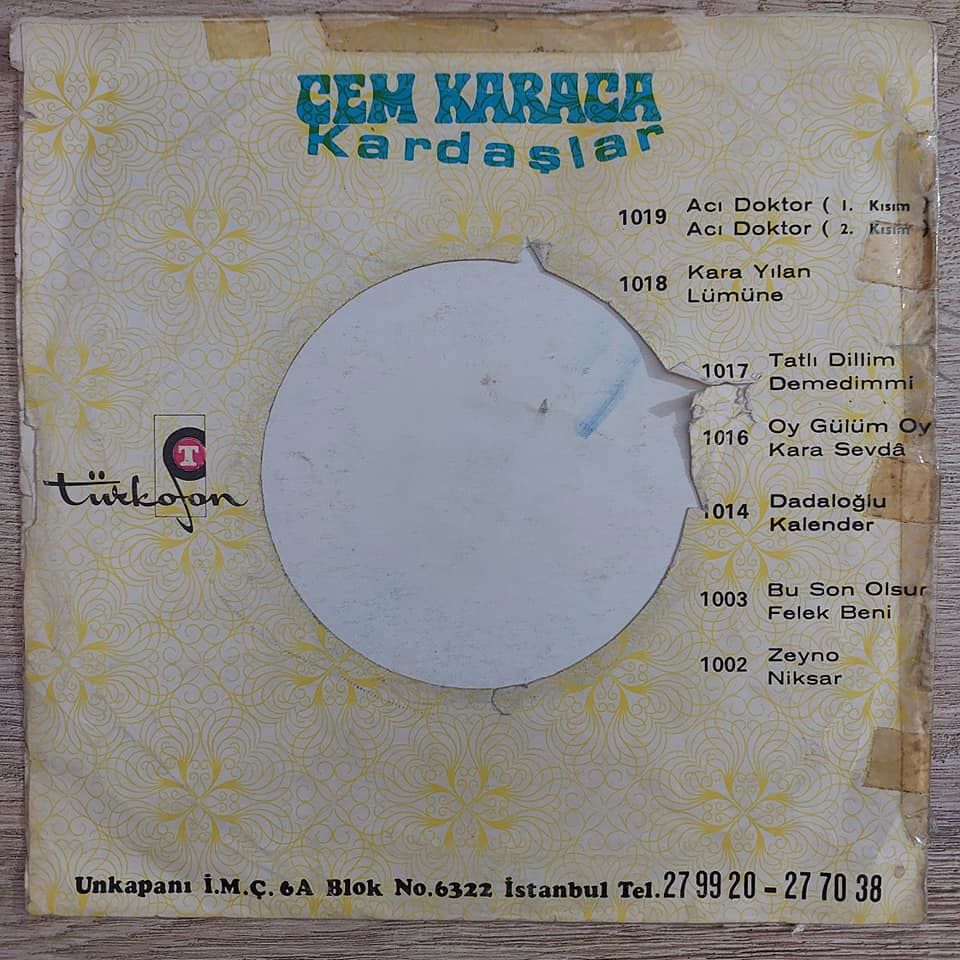 CEM KARACA
Kardaşlar
1019 Acı Doktor ( 1. Kısım )
Acı Doktor ( 2. Kısım )
1018 Kara Yılan
Lümüne
1017 Tatlı Dillim
Demedimmi
1016 Oy Gülüm Oy
Kara Sevdâ
T
türkofon
1014 Dadaloğlu
Kalender
1003 Bu Son Olsur
Felek Beni
1002 Zeyno
Niksar
Unkapanı İ.M.Ç. 6A Blok No.6322 İstanbul Tel.27 99 20 - 27 70 38